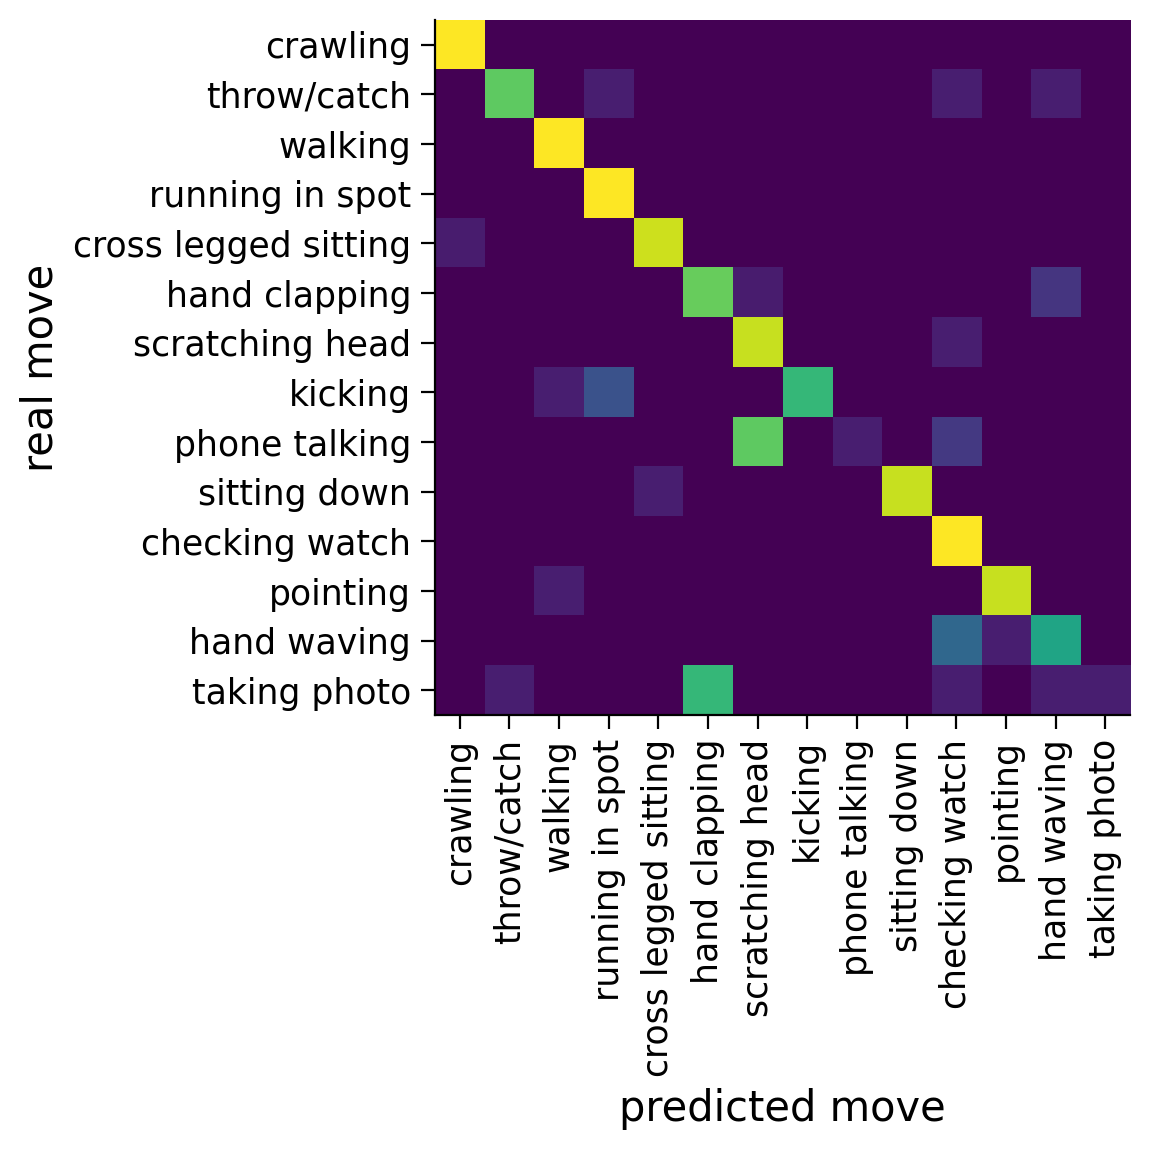 real move
crawling
throw/catch
walking
running in spot
cross legged sitting
hand clapping
scratching head
kicking
phone talking
sitting down
checking watch
pointing
hand waving
taking photo
crawling
throw/catch
walking
running in spot
cross legged sitting
hand clapping
scratching head
kicking
phone talking
sitting down
checking watch
pointing
hand waving
taking photo
predicted move